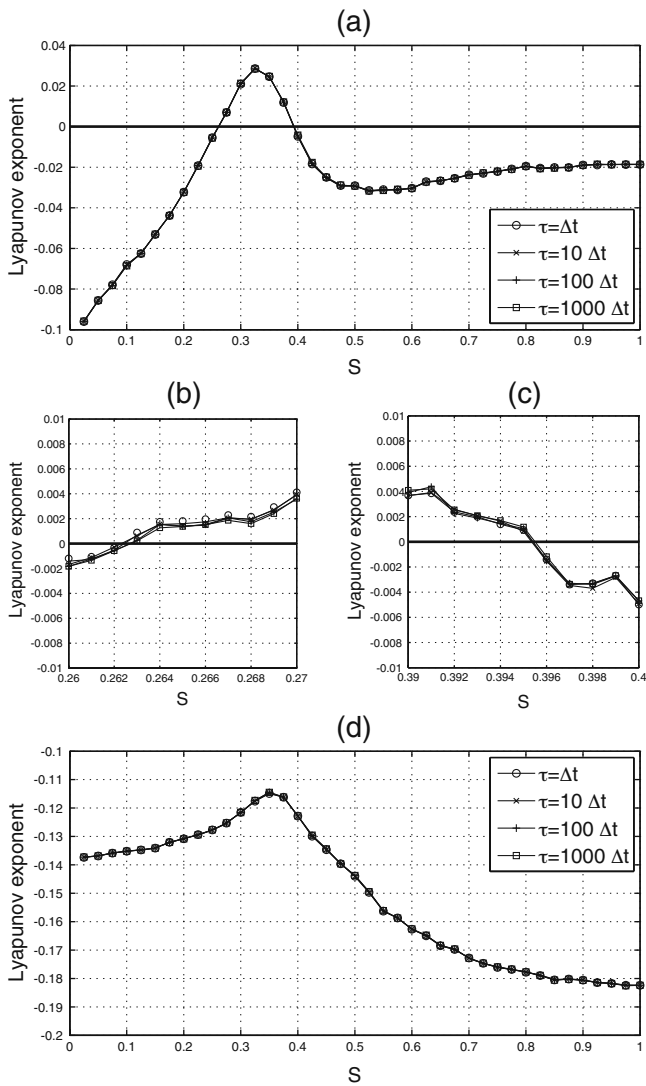 (a)
Lyapunov exponent
0.04
0.02
0
-0.02
-0.04
-0.06
-0.08
-0.1
0 0.1 0.2 0.3 0.4 0.5 0.6 0.7 0.8 0.9 1
S
τ=Δt
τ=10 Δt
τ=100 Δt
τ=1000 Δt
(b)
Lyapunov exponent
0.01
0.008
0.006
0.004
0.002
0
-0.002
-0.004
-0.006
-0.008
-0.01
0.26 0.262 0.264 0.266 0.268 0.27
S
(c)
Lyapunov exponent
0.01
0.008
0.006
0.004
0.002
0
-0.002
-0.004
-0.006
-0.008
-0.01
0.39 0.392 0.394 0.396 0.398 0.4
S
(d)
Lyapunov exponent
-0.1
-0.11
-0.12
-0.13
-0.14
-0.15
-0.16
-0.17
-0.18
-0.19
-0.2
0 0.1 0.2 0.3 0.4 0.5 0.6 0.7 0.8 0.9 1
S
τ=Δt
τ=10 Δt
τ=100 Δt
τ=1000 Δt